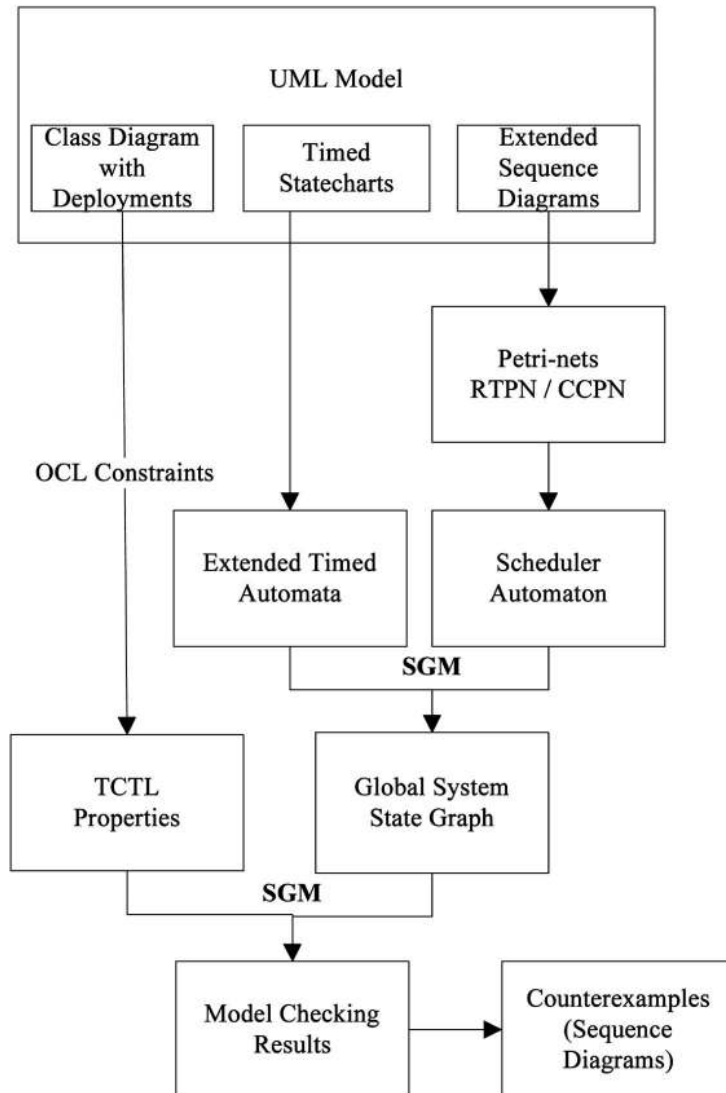 UML Model
Class Diagram
with
Deployments
Timed
Statecharts
Extended
Sequence
Diagrams
Petri-nets
RTPN / CCPN
OCL Constraints
Extended Timed
Automata
Scheduler
Automaton
SGM
TCTL
Properties
Global System
State Graph
SGM
Model Checking
Results
Counterexamples
(Sequence
Diagrams)